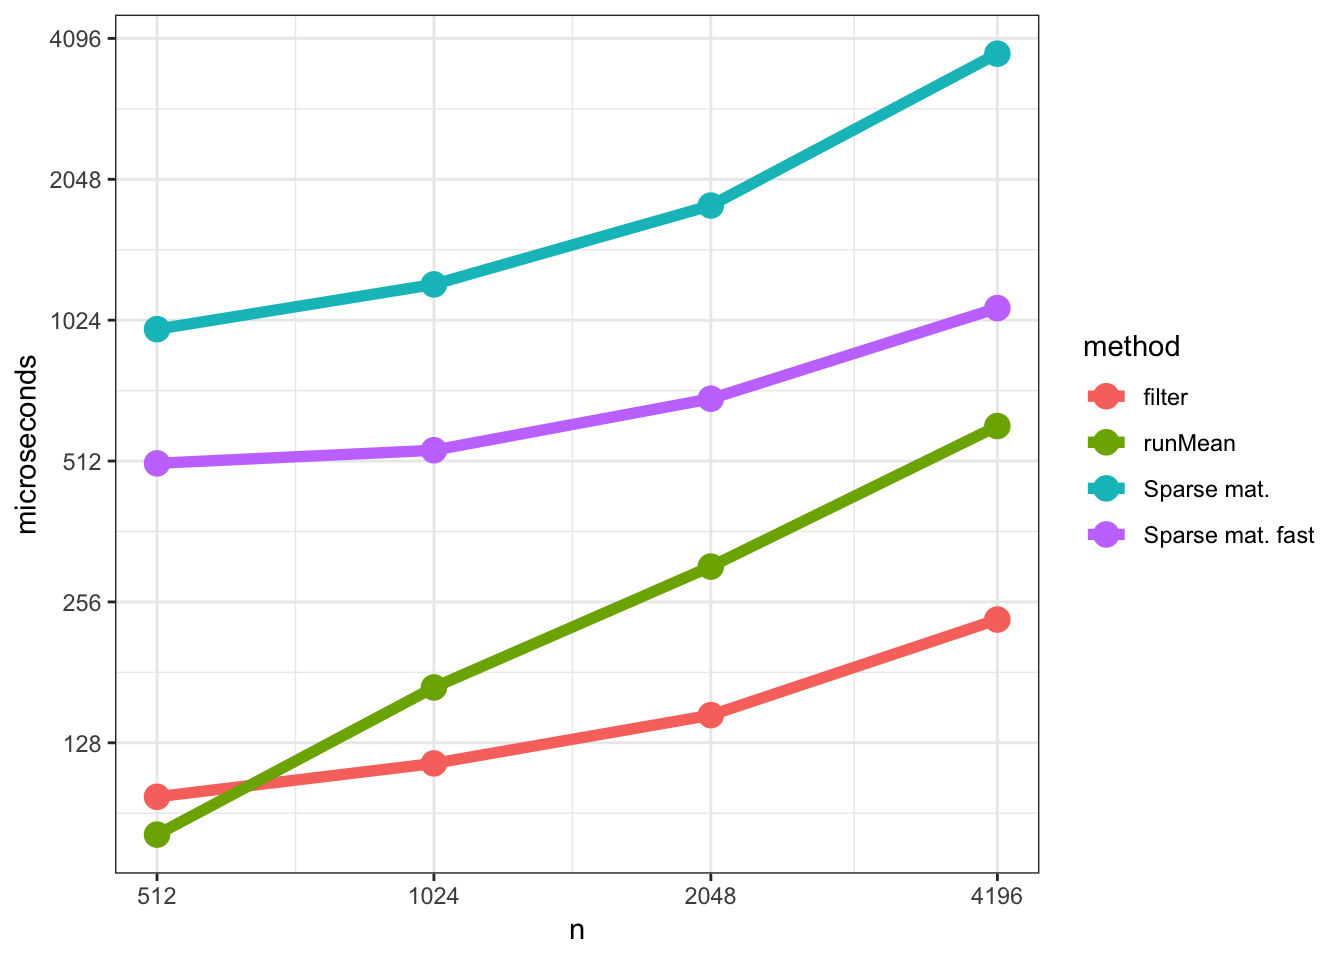 4096
2048
1024
512
256
128
microseconds
512
1024
2048
4196
n
method
filter
runMean
Sparse mat.
Sparse mat. fast